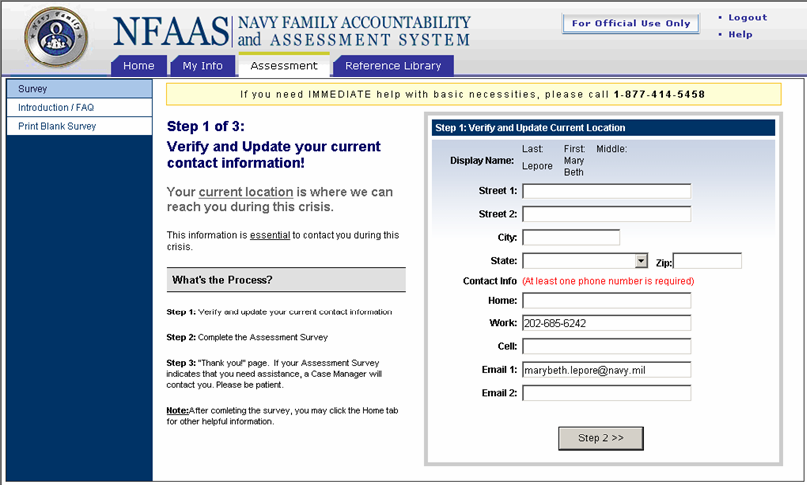 Navy Family
NFAAS
NAVY FAMILY ACCOUNTABILITY
and ASSESSMENT SYSTEM
For Official Use Only
• Logout
• Help
Home
My Info
Assessment
Reference Library
Survey
Introduction / FAQ
Print Blank Survey
If you need IMMEDIATE help with basic necessities, please call 1-877-414-5458
Step 1 of 3:
Verify and Update your current
contact information!
Your current location is where we can
reach you during this crisis.
This information is essential to contact you during this
crisis.
What's the Process?
Step 1: Verify and update your current contact information
Step 2: Complete the Assessment Survey
Step 3: "Thank you!" page. If your Assessment Survey
indicates that you need assistance, a Case Manager will
contact you. Please be patient.
Note:After comleting the survey, you may click the Home tab
for other helpful information.
Step 1: Verify and Update Current Location
Display Name:
Last:
Lepore
First:
Mary
Beth
Middle:
Street 1:
Street 2:
City:
State:
Zip:
Contact Info (At least one phone number is required)
Home:
Work: 202-685-6242
Cell:
Email 1: marybeth.lepore@navy.mil
Email 2:
Step 2 >>